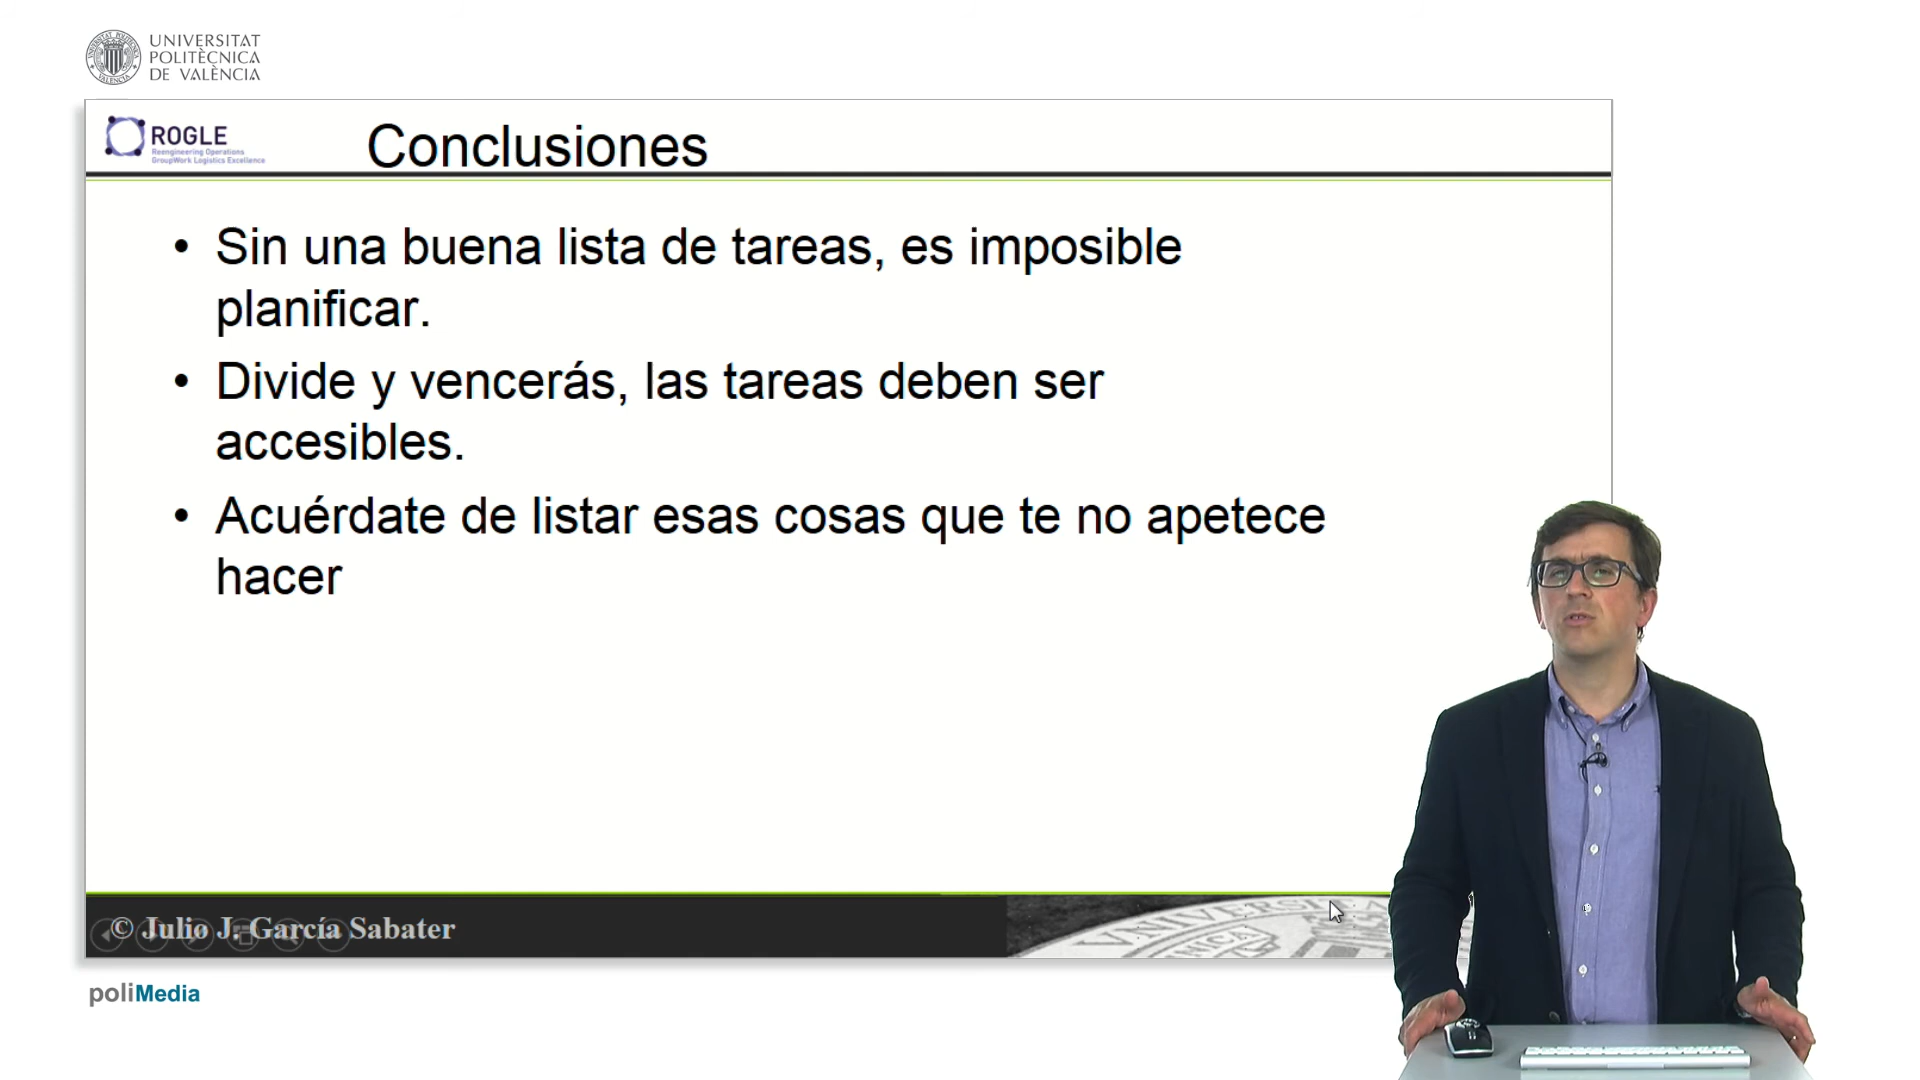 UNIVERSITAT
POLITÈCNICA
DE VALÈNCIA
ROGLE
Reengineering Operations
GroupWork Logistics Excellence
Conclusiones
• Sin una buena lista de tareas, es imposible
planificar.
• Divide y vencerás, las tareas deben ser
accesibles.
• Acuérdate de listar esas cosas que te no apetece
hacer
© Julio J. García Sabater
poliMedia